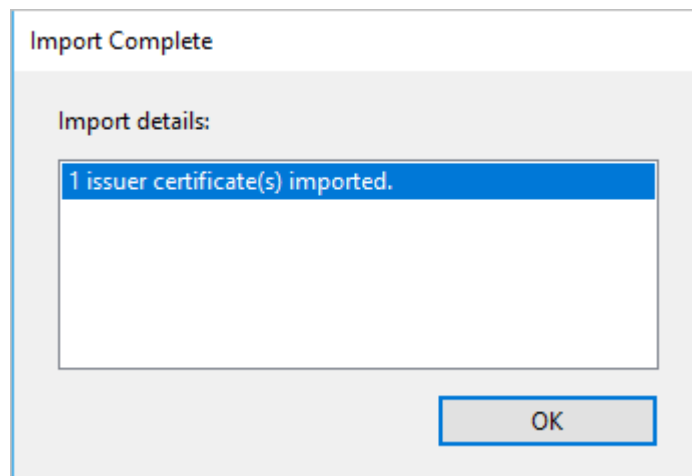 Import Complete
Import details:
1 issuer certificate(s) imported.
OK